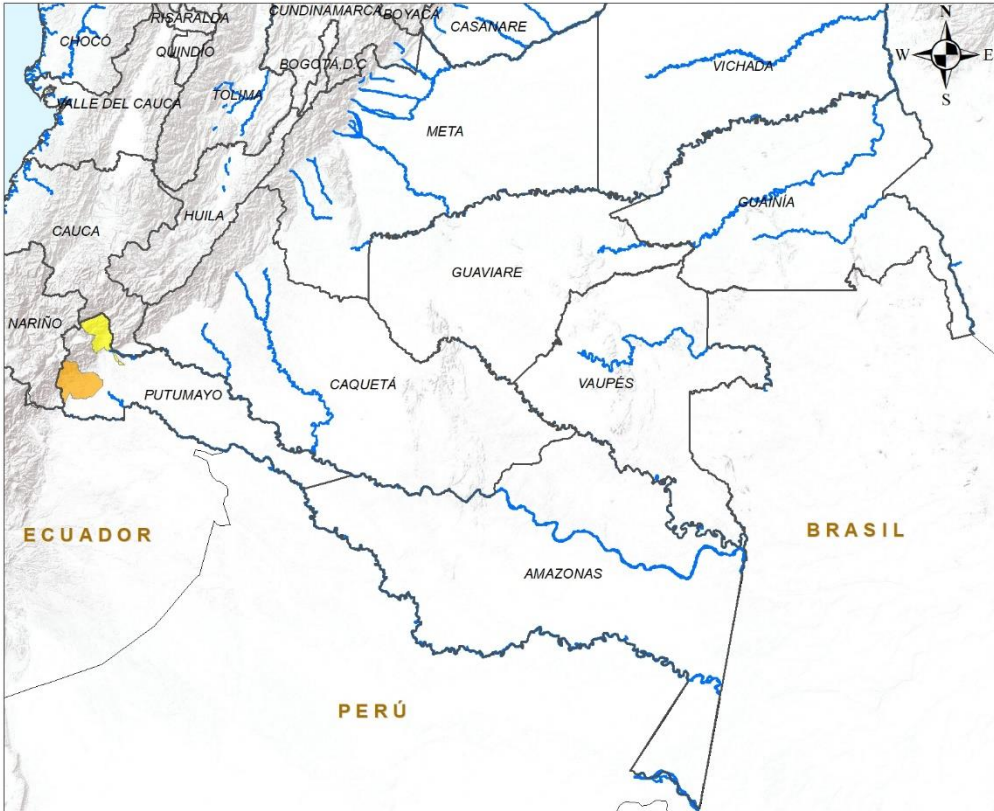 RISARALDA
CUNDINAMARCA
BOYACÁ
CASANARE
N
CHOCÓ
QUINDIO
BOGOTÁ, D.C
VICHADA
W
E
TOLIMA
S
VALLE DEL CAUCA
META
HUILA
GUAINÍA
CAUCA
GUAVIARE
NARIÑO
CAQUETÁ
VAUPÉS
PUTUMAYO
ECUADOR
BRASIL
AMAZONAS
PERÚ